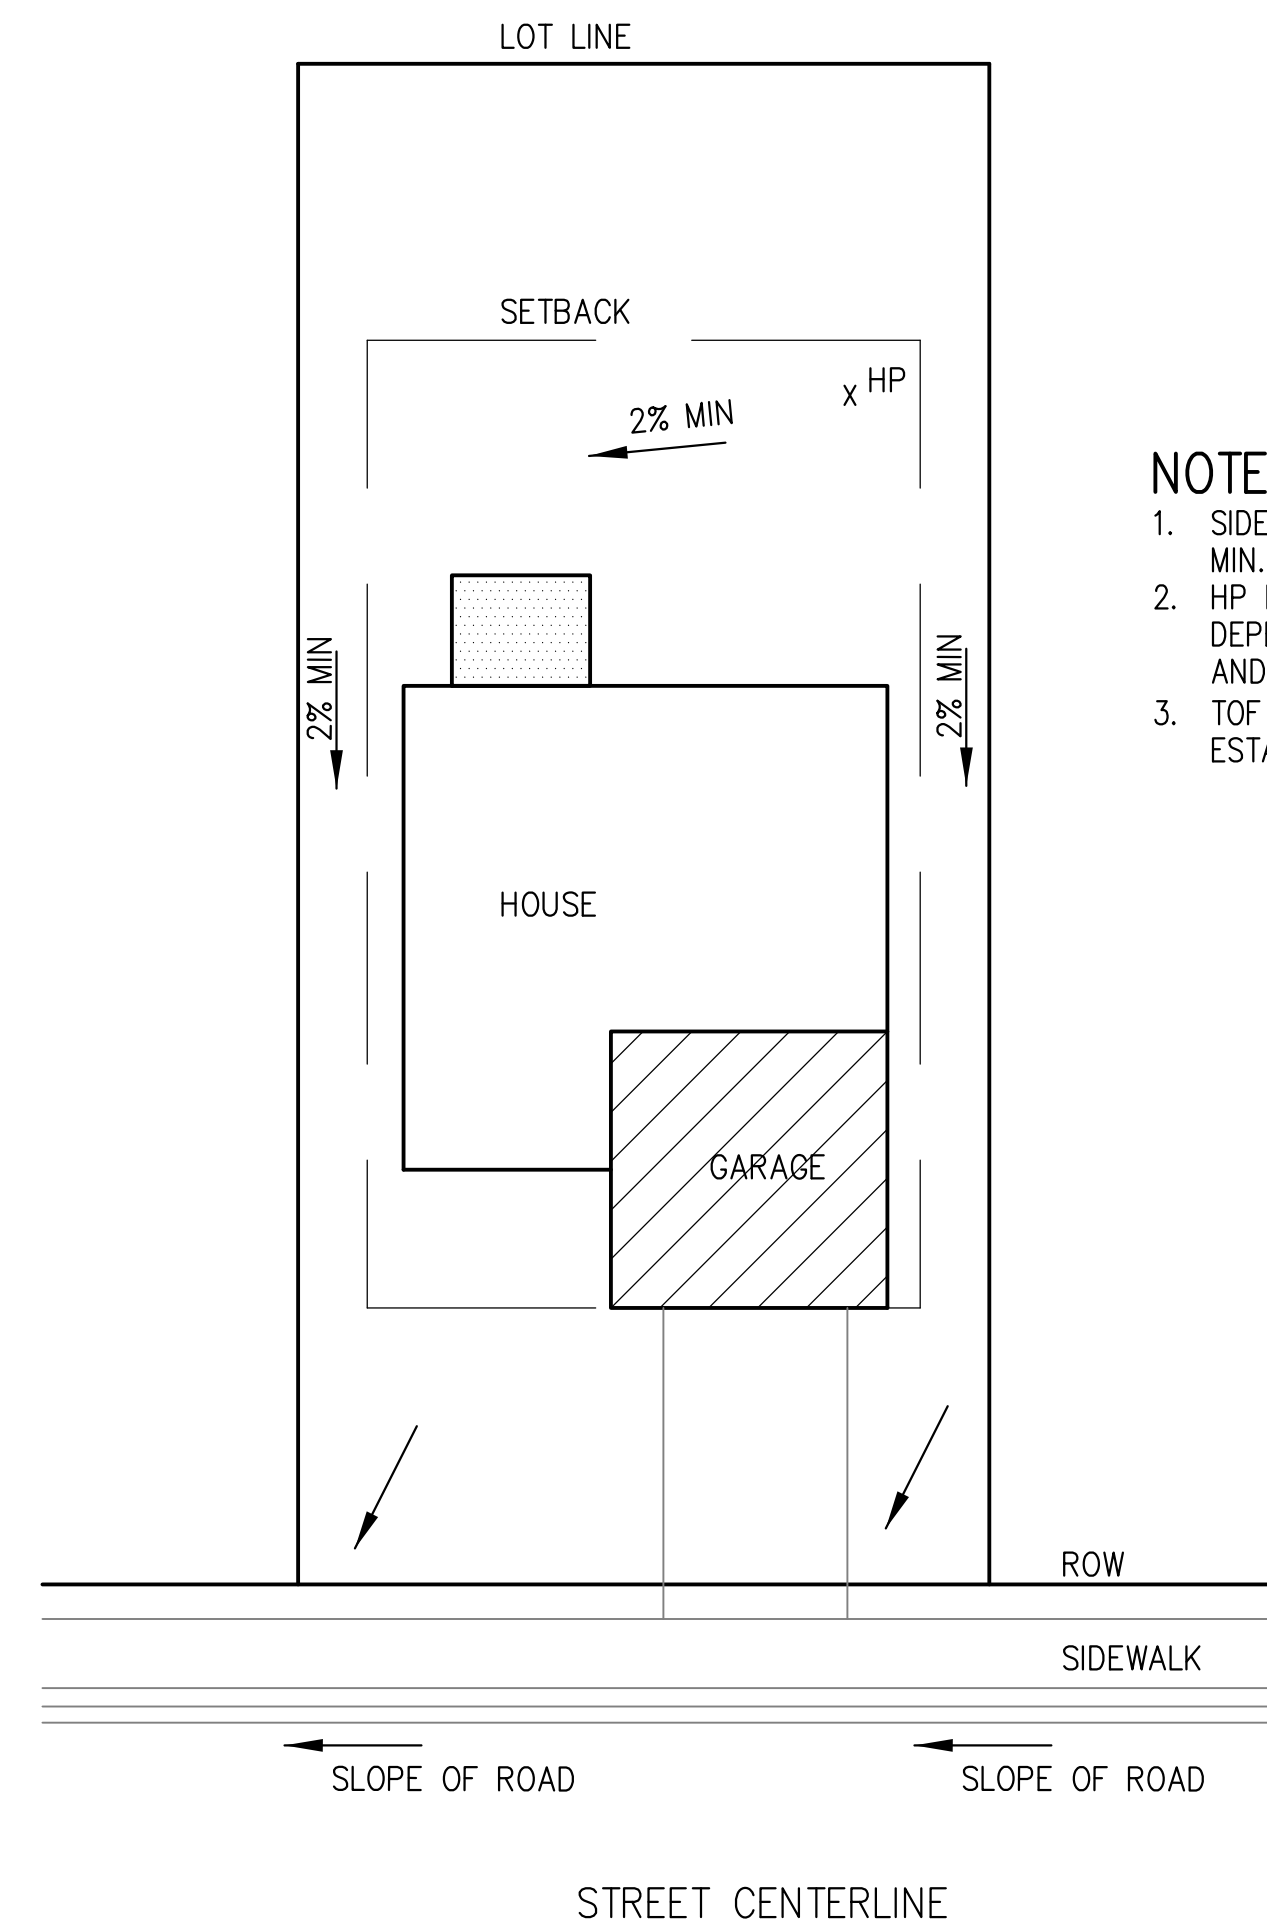 LOT LINE
SETBACK
HP
2% MIN
NOTE
1. SIDE
MIN.
2. HP
AND
3. TOF
2% MIN
2% MIN
HOUSE
GARAGE
ROW
SIDEWALK
SLOPE OF ROAD
SLOPE OF ROAD
STREET CENTERLINE